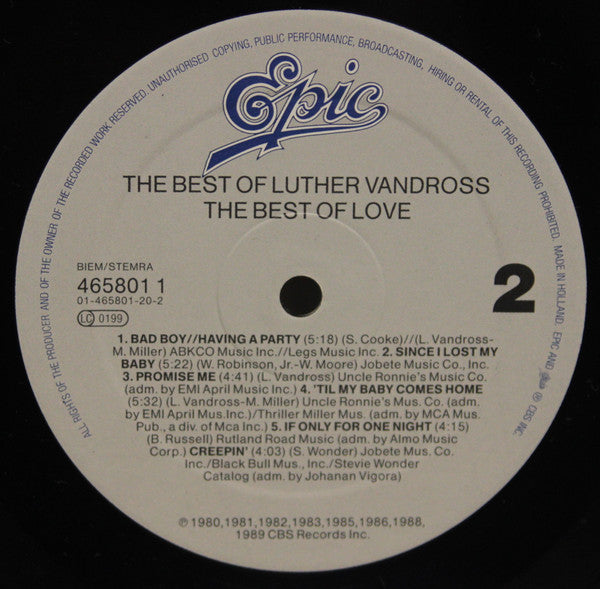 ALL RIGHTS OF THE PRODUCER AND OF THE OWNER OF THE RECORDED WORK RESERVED. UNAUTHORISED COPYING, PUBLIC PERFORMANCE, BROADCASTING, HIRING OR RENTAL OF THIS RECORDING PROHIBITED. MADE IN HOLLAND. EPIC AND ℗ CBS INC.
Epic
THE BEST OF LUTHER VANDROSS
THE BEST OF LOVE
BIEM/STEMRA
465801 1
01-465801-20-2
LC 0199
2
1. BAD BOY//HAVING A PARTY (5:18) (S. Cooke)//(L. Vandross-
M. Miller) ABKCO Music Inc.//Legs Music Inc. 2. SINCE I LOST MY
BABY (5:22) (W. Robinson, Jr.-W. Moore) Jobete Music Co., Inc.
3. PROMISE ME (4:41) (L. Vandross) Uncle Ronnie's Music Co.
(adm. by EMI April Music Inc.) 4. 'TIL MY BABY COMES HOME
(5:32) (L. Vandross-M. Miller) Uncle Ronnie's Mus. Co. (adm.
by EMI April Mus.Inc.)/Thriller Miller Mus. (adm. by MCA Mus.
Pub., a div. of Mca Inc.) 5. IF ONLY FOR ONE NIGHT (4:15)
(B. Russell) Rutland Road Music (adm. by Almo Music
Corp.) CREEPIN' (4:03) (S. Wonder) Jobete Mus. Co.
Inc./Black Bull Mus., Inc./Stevie Wonder
Catalog (adm. by Johanan Vigora)
℗ 1980,1981,1982,1983,1985,1986,1988,
1989 CBS Records Inc.